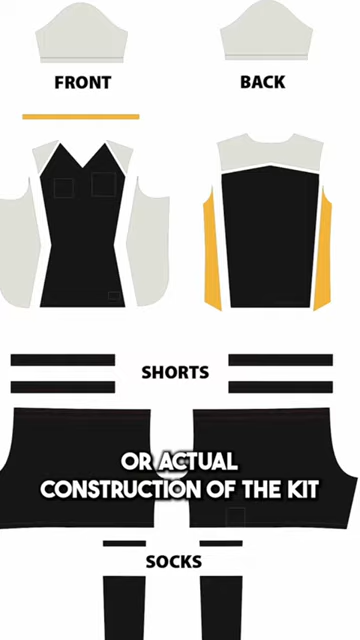 FRONT
BACK
SHORTS
OR ACTUAL
CONSTRUCTION OF THE KIT
SOCKS